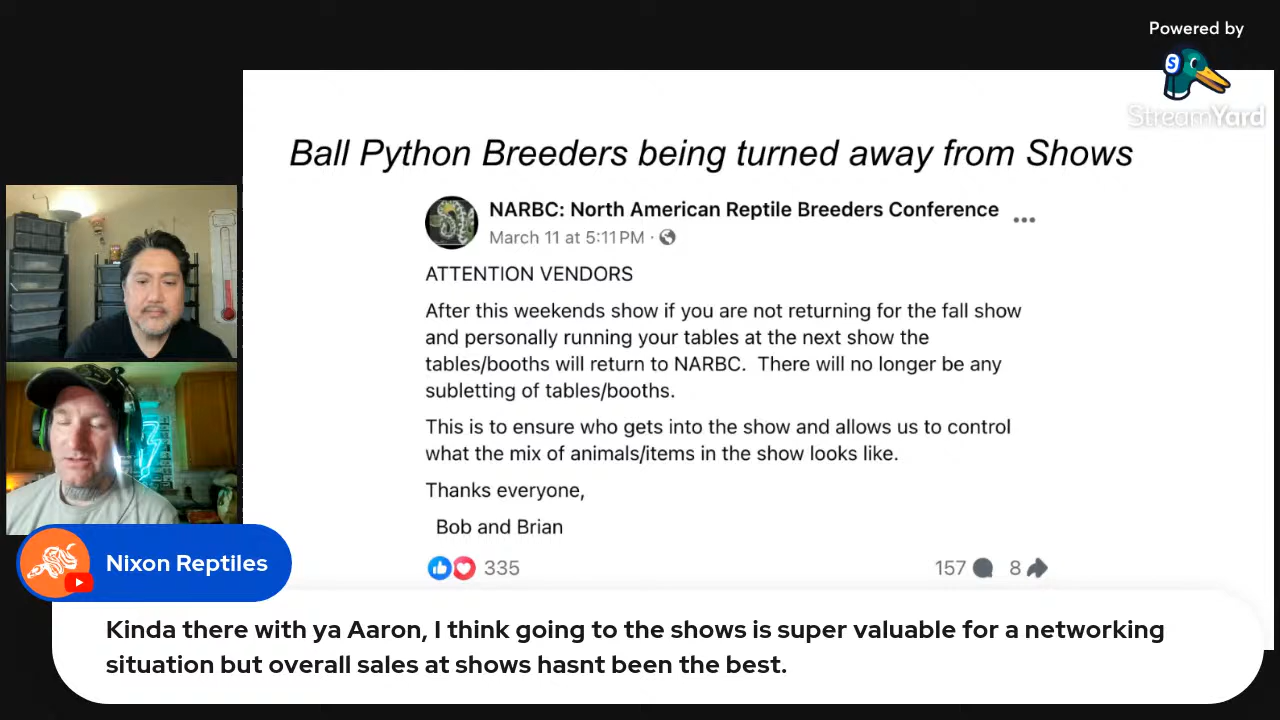 Powered by
StreamYard
Ball Python Breeders being turned away from Shows
NARBC: North American Reptile Breeders Conference
March 11 at 5:11 PM ·
ATTENTION VENDORS
After this weekends show if you are not returning for the fall show
and personally running your tables at the next show the
tables/booths will return to NARBC.  There will no longer be any
subletting of tables/booths.
This is to ensure who gets into the show and allows us to control
what the mix of animals/items in the show looks like.
Thanks everyone,
Bob and Brian
335
157 8
Nixon Reptiles
Kinda there with ya Aaron, I think going to the shows is super valuable for a networking
situation but overall sales at shows hasnt been the best.